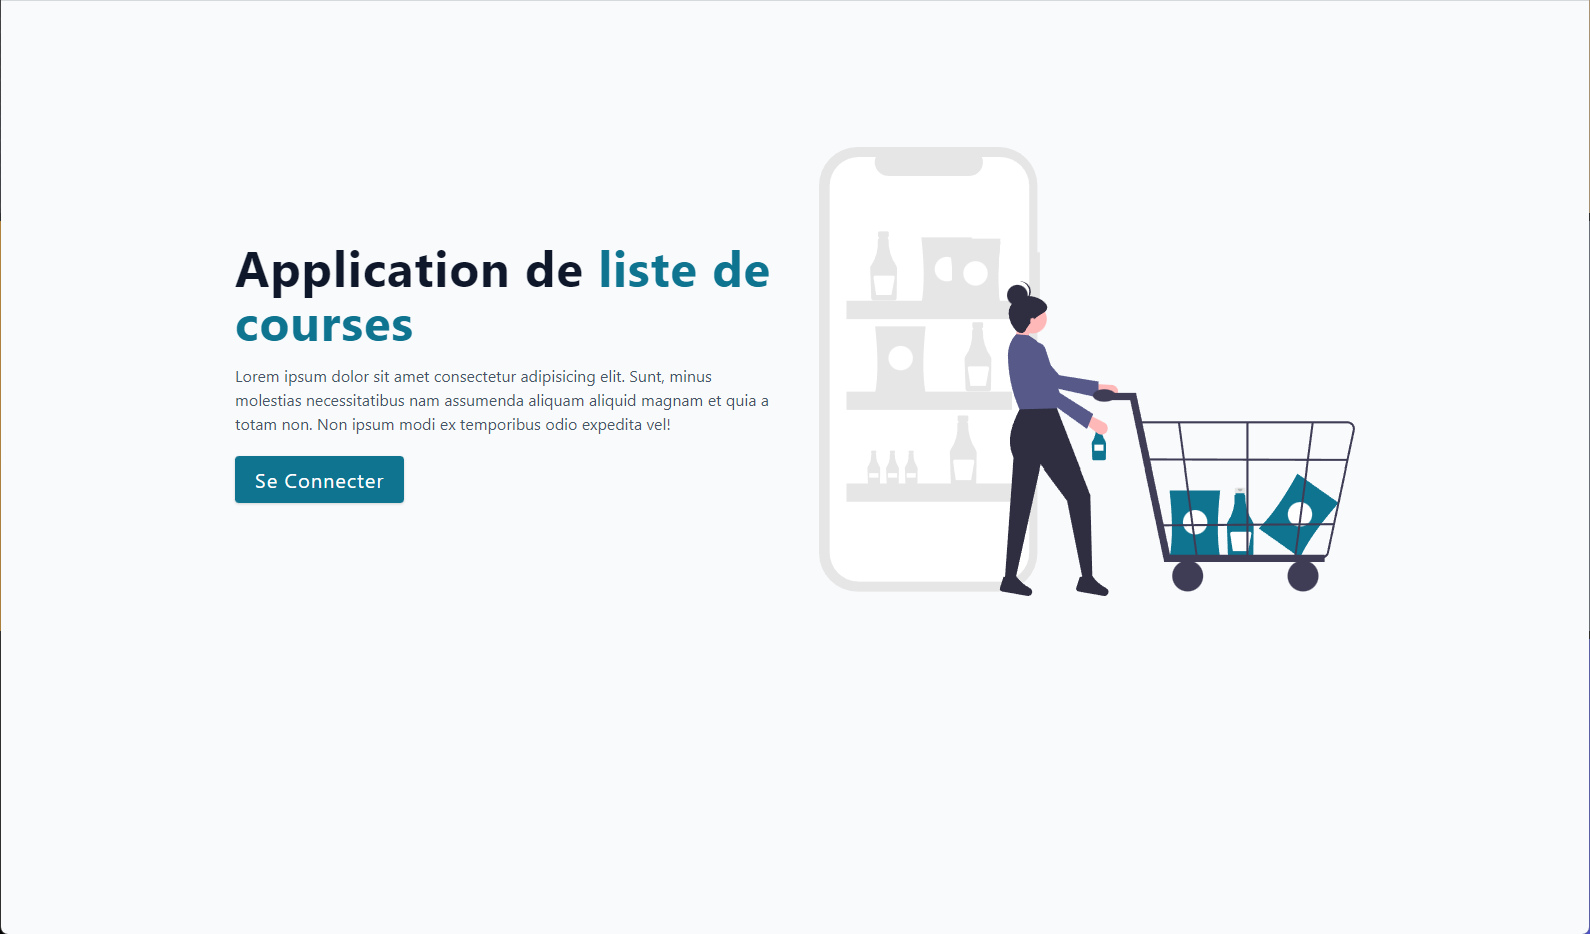 Application de liste de
courses
Lorem ipsum dolor sit amet consectetur adipisicing elit. Sunt, minus
molestias necessitatibus nam assumenda aliquam aliquid magnam et quia a
totam non. Non ipsum modi ex temporibus odio expedita vel!
Se Connecter